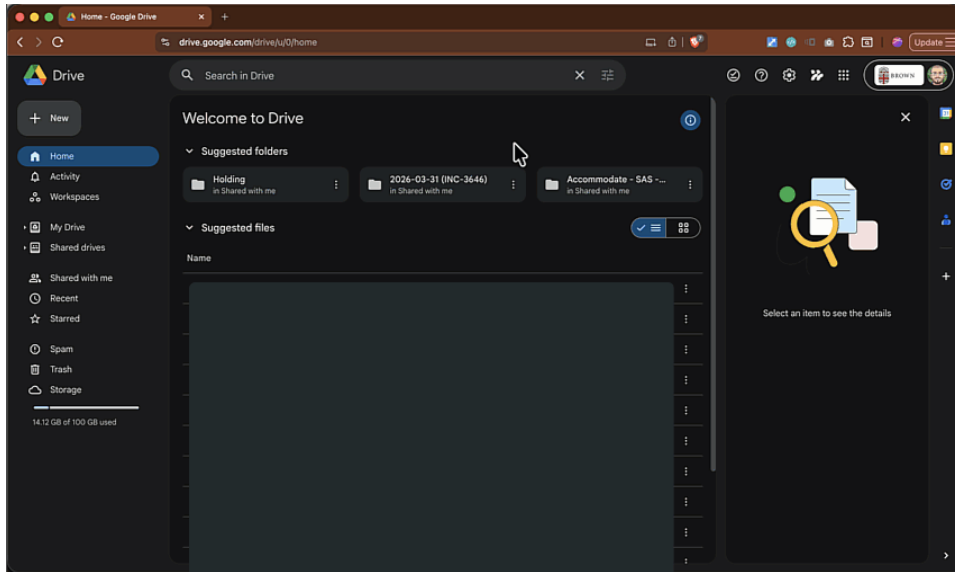 Home - Google Drive
drive.google.com/drive/u/0/home
Update
Drive
Search in Drive
BROWN
New
Home
Activity
Workspaces
My Drive
Shared drives
Shared with me
Recent
Starred
Spam
Trash
Storage
14.12 GB of 100 GB used
Welcome to Drive
Suggested folders
Holding
in Shared with me
2026-03-31 (INC-3646)
in Shared with me
Accommodate - SAS -...
in Shared with me
Suggested files
Name
Select an item to see the details